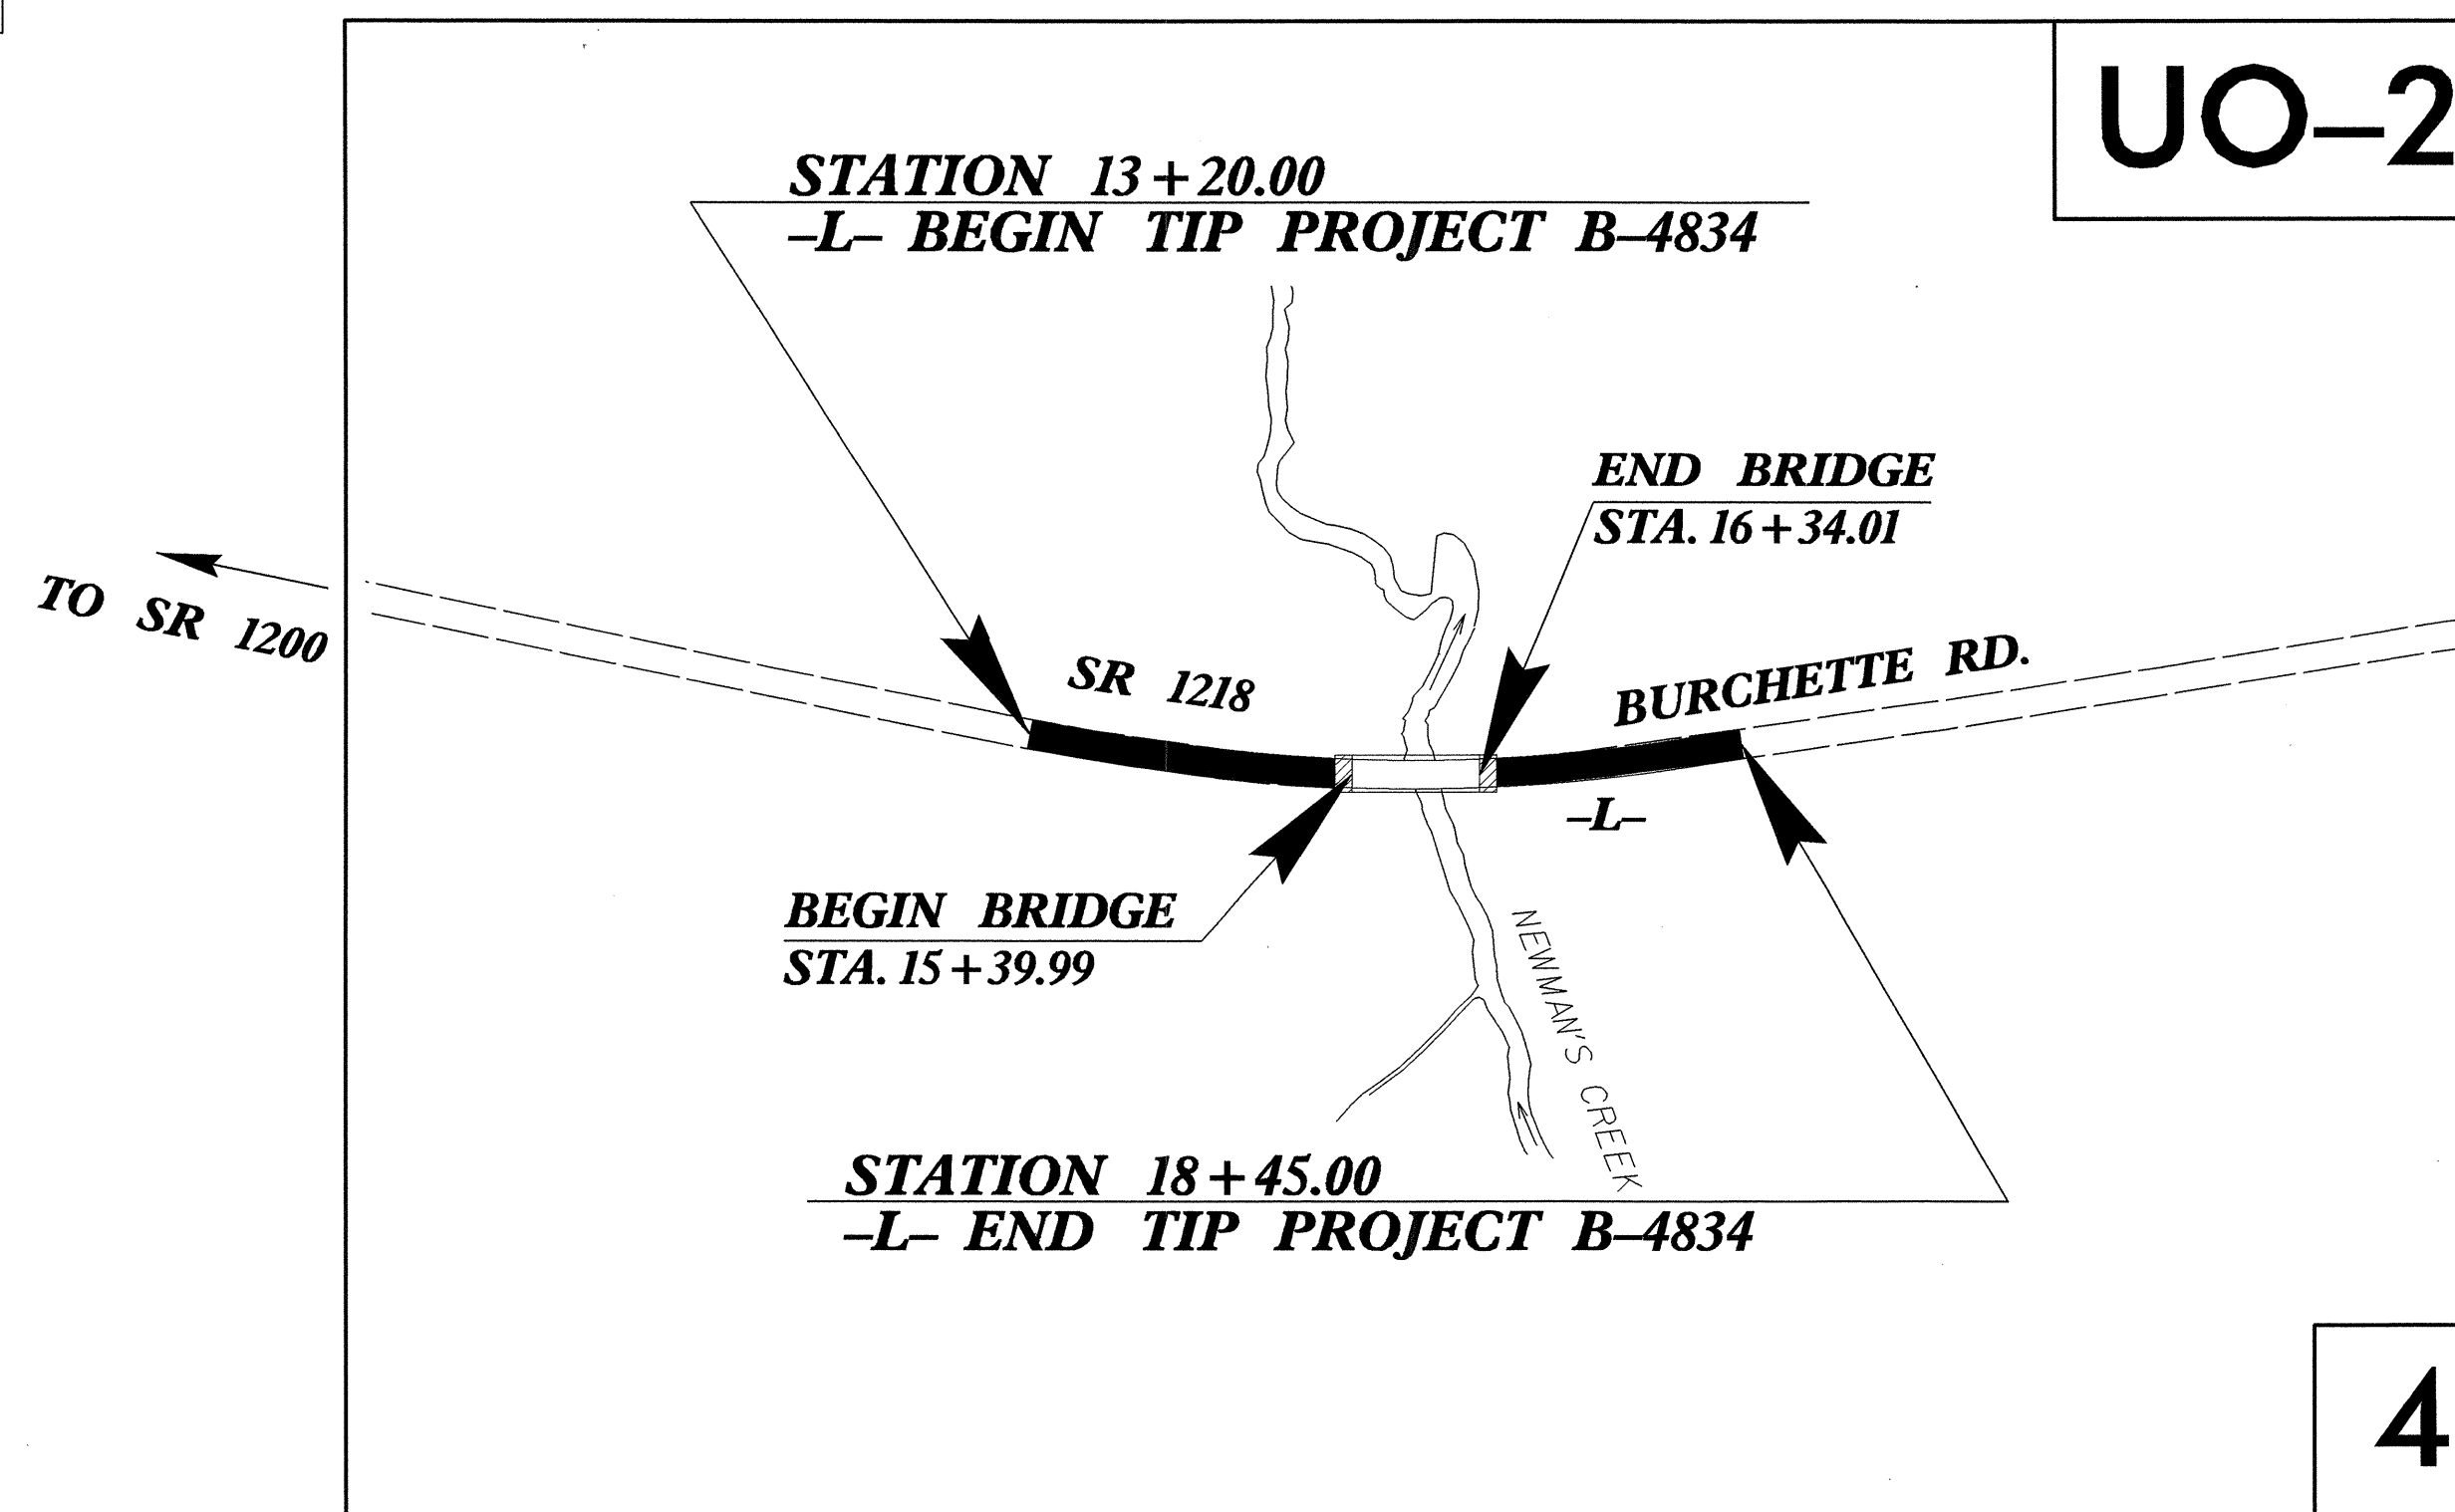 UO-2
STATION 13+20.00
-L- BEGIN TIP PROJECT B-4834
END BRIDGE
STA. 16+34.01
TO SR 1200
SR 1218
BURCHETTE RD.
-L-
BEGIN BRIDGE
STA. 15+39.99
NEWMAN'S CREEK
STATION 18+45.00
-L- END TIP PROJECT B-4834
4